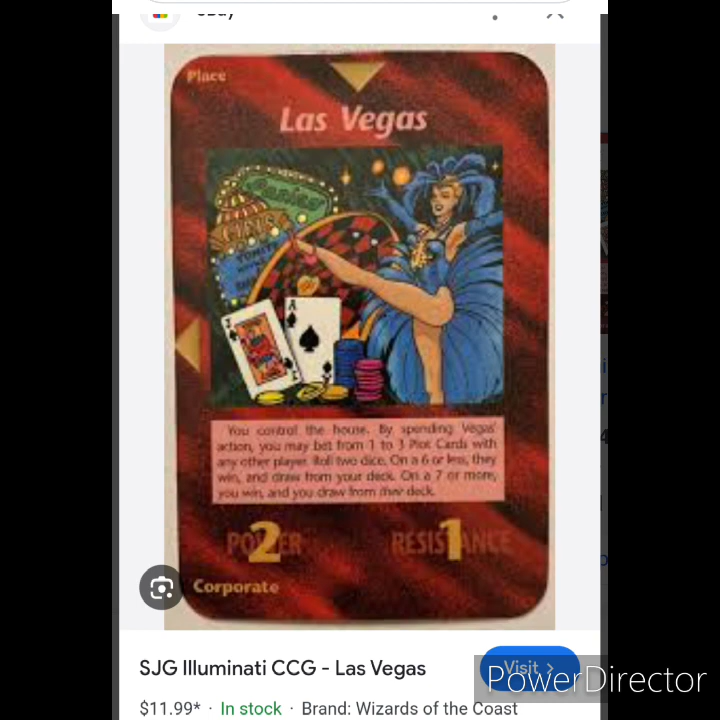 Place
Las Vegas
Casino
GIRLS
TONITE
J
A
You control the house. By spending Vegas'
action, you may bet from 1 to 3 Plot Cards with
any other player. Roll two dice. On a 6 or less, they
win, and draw from your deck. On a 7 or more,
you win, and you draw from their deck.
POWER 2 RESISTANCE 1
Corporate
SJG Illuminati CCG - Las Vegas
Visit >
$11.99* · In stock · Brand: Wizards of the Coast
PowerDirector